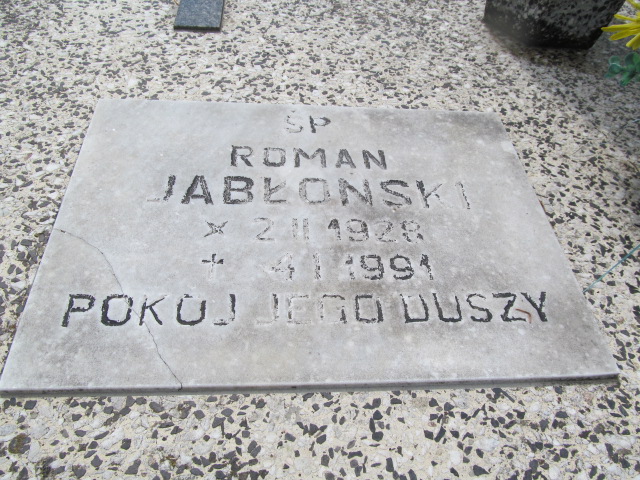 ŚP
ROMAN
JABŁOŃSKI
* 2 II 1928
+ 4 I 1991
POKÓJ JEGO DUSZY